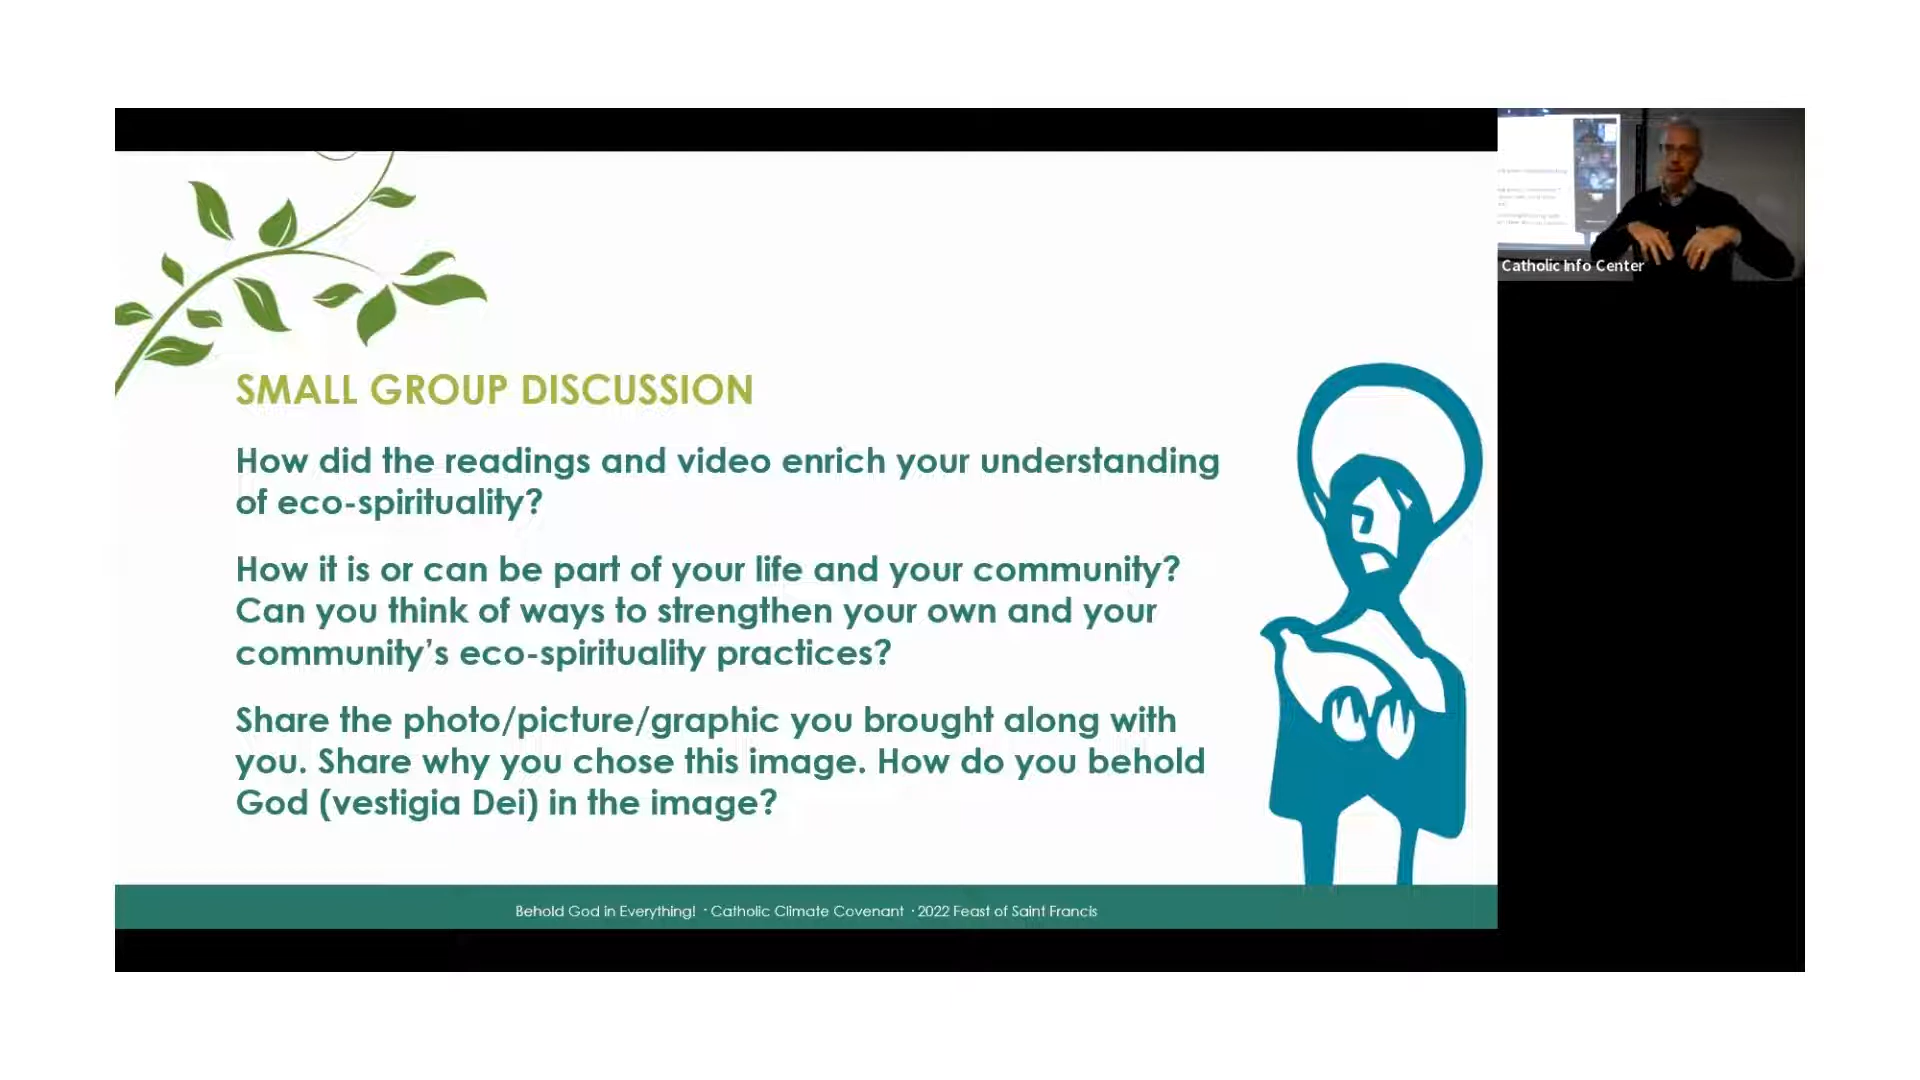 SMALL GROUP DISCUSSION
How did the readings and video enrich your understanding
of eco-spirituality?
How it is or can be part of your life and your community?
Can you think of ways to strengthen your own and your
community’s eco-spirituality practices?
Share the photo/picture/graphic you brought along with
you. Share why you chose this image. How do you behold
God (vestigia Dei) in the image?
Behold God in Everything! · Catholic Climate Covenant · 2022 Feast of Saint Francis
Catholic Info Center